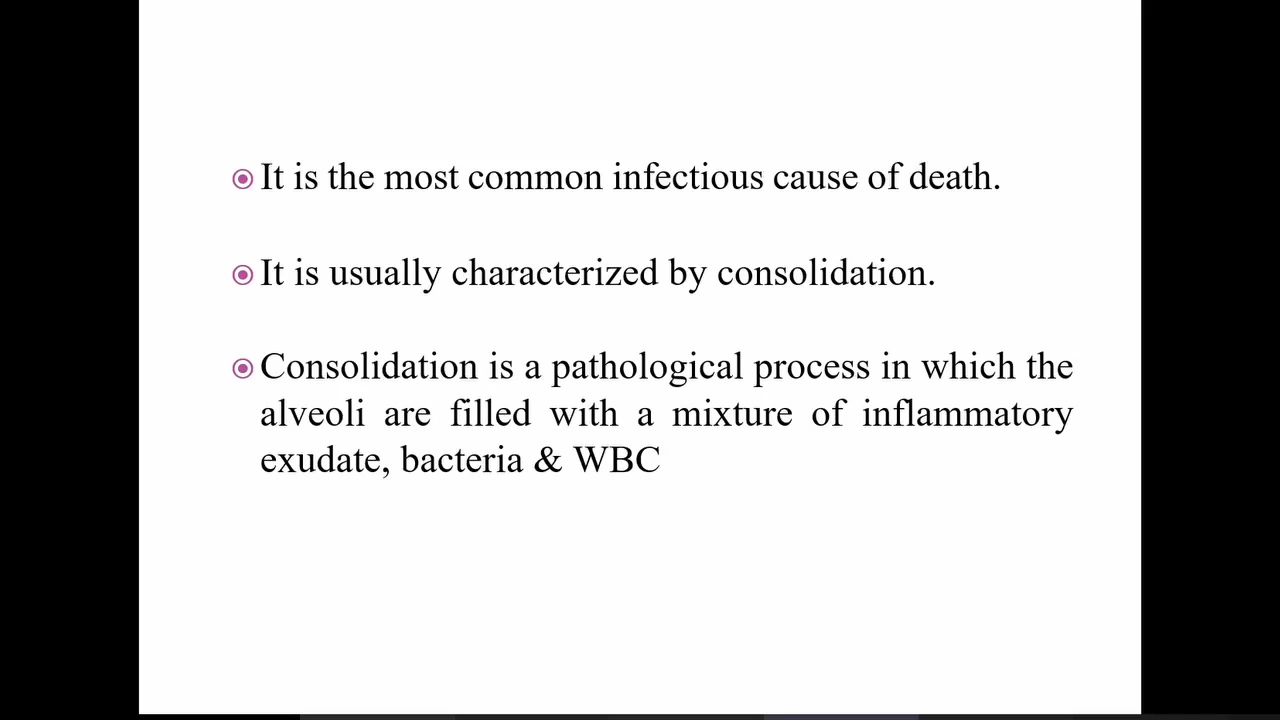 It is the most common infectious cause of death.
It is usually characterized by consolidation.
Consolidation is a pathological process in which the
alveoli are filled with a mixture of inflammatory
exudate, bacteria & WBC